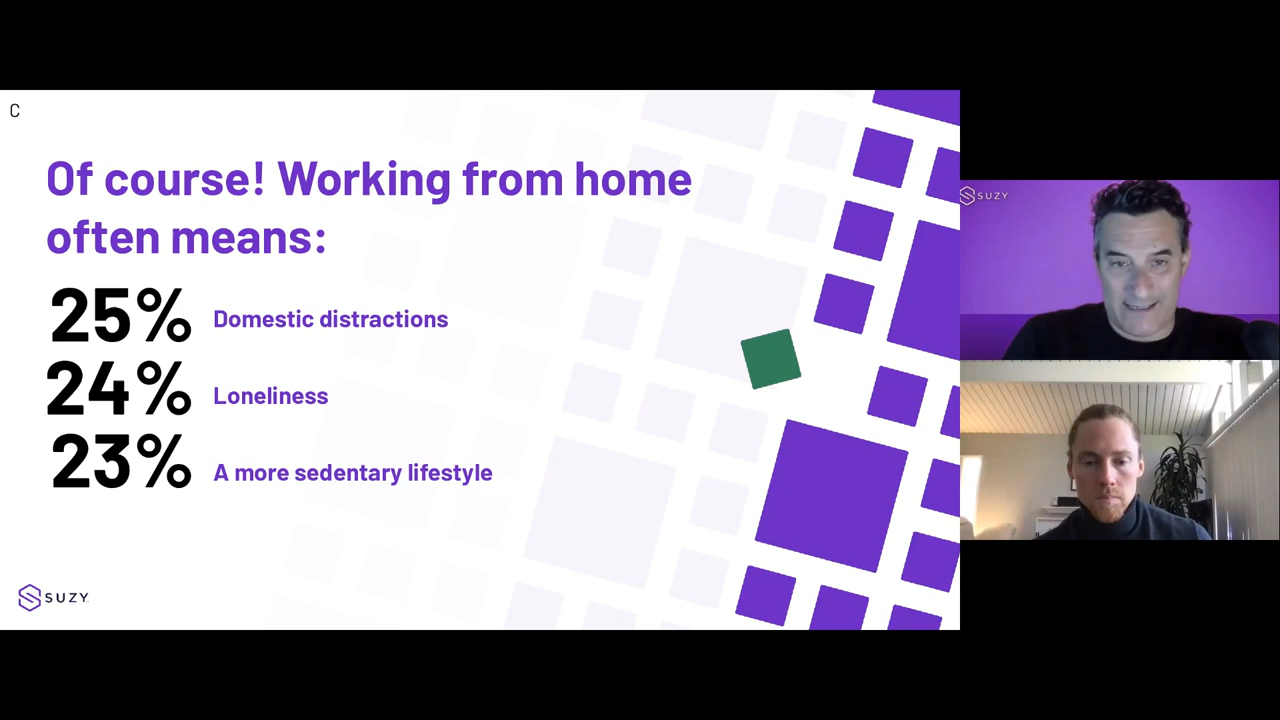 C
Of course! Working from home
often means:
25% Domestic distractions
24% Loneliness
23% A more sedentary lifestyle
SUZY
SUZY